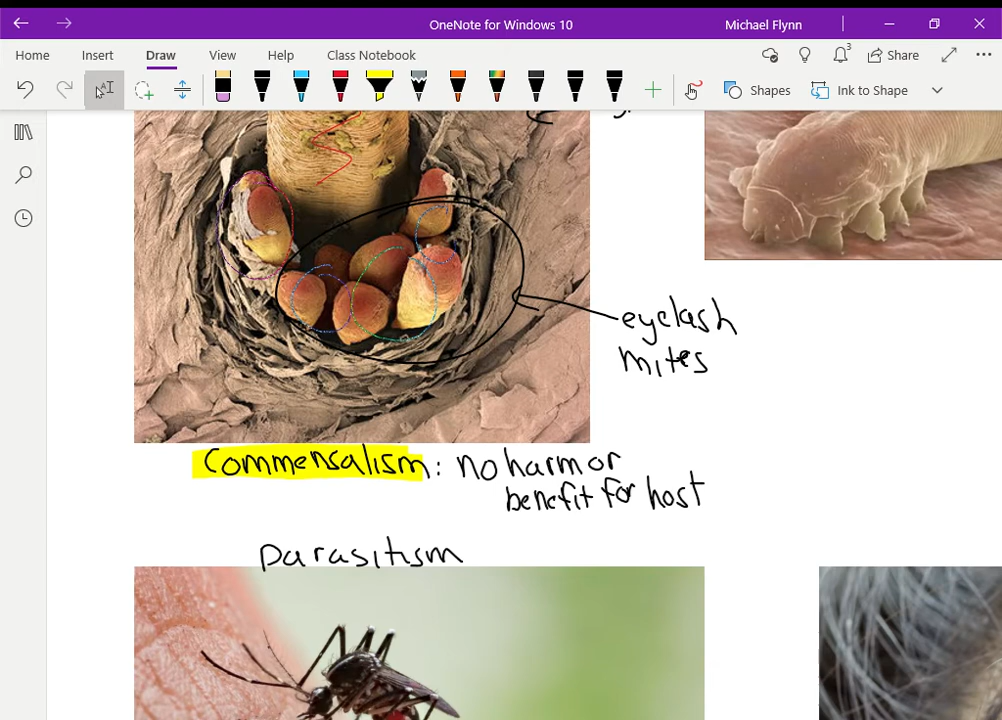 OneNote for Windows 10
Michael Flynn
Home
Insert
Draw
View
Help
Class Notebook
3
Share
Shapes
Ink to Shape
eyelash
mites
Commensalism: no harm or
benefit for host
parasitism